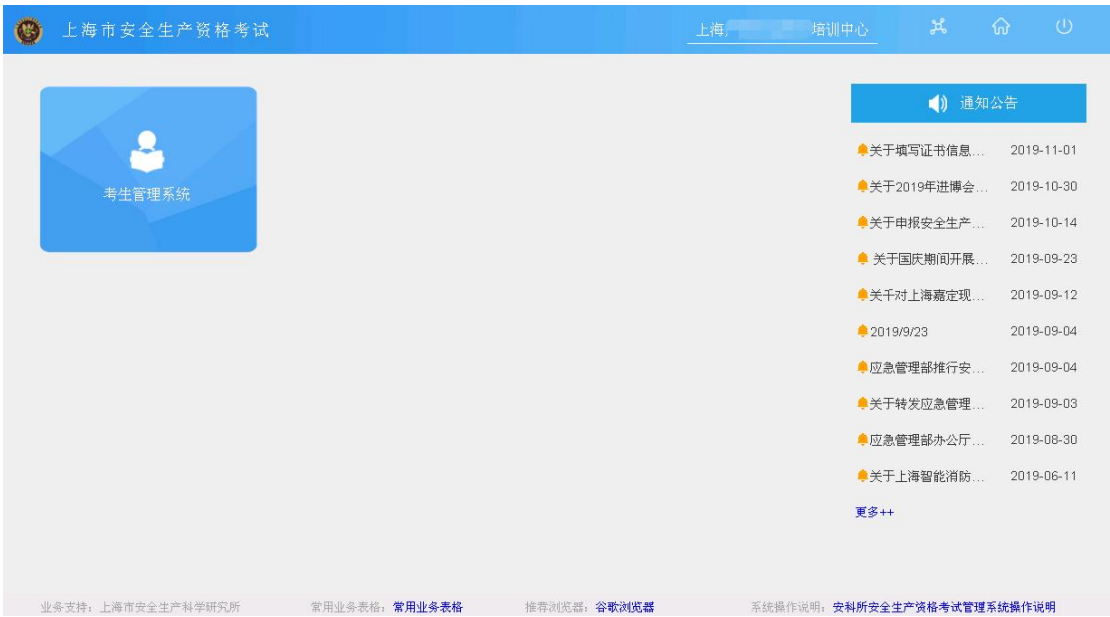 上海市安全生产资格考试
上海 培训中心
考生管理系统
通知公告
关于填写证书信息... 2019-11-01
关于2019年进博会... 2019-10-30
关于申报安全生产... 2019-10-14
关于国庆期间开展... 2019-09-23
关于对上海嘉定现... 2019-09-12
2019/9/23 2019-09-04
应急管理部推行安... 2019-09-04
关于转发应急管理... 2019-09-03
应急管理部办公厅... 2019-08-30
关于上海智能消防... 2019-06-11
更多++
业务支持：上海市安全生产科学研究所 常用业务表格：常用业务表格 推荐浏览器：谷歌浏览器 系统操作说明：安科所安全生产资格考试管理系统操作说明